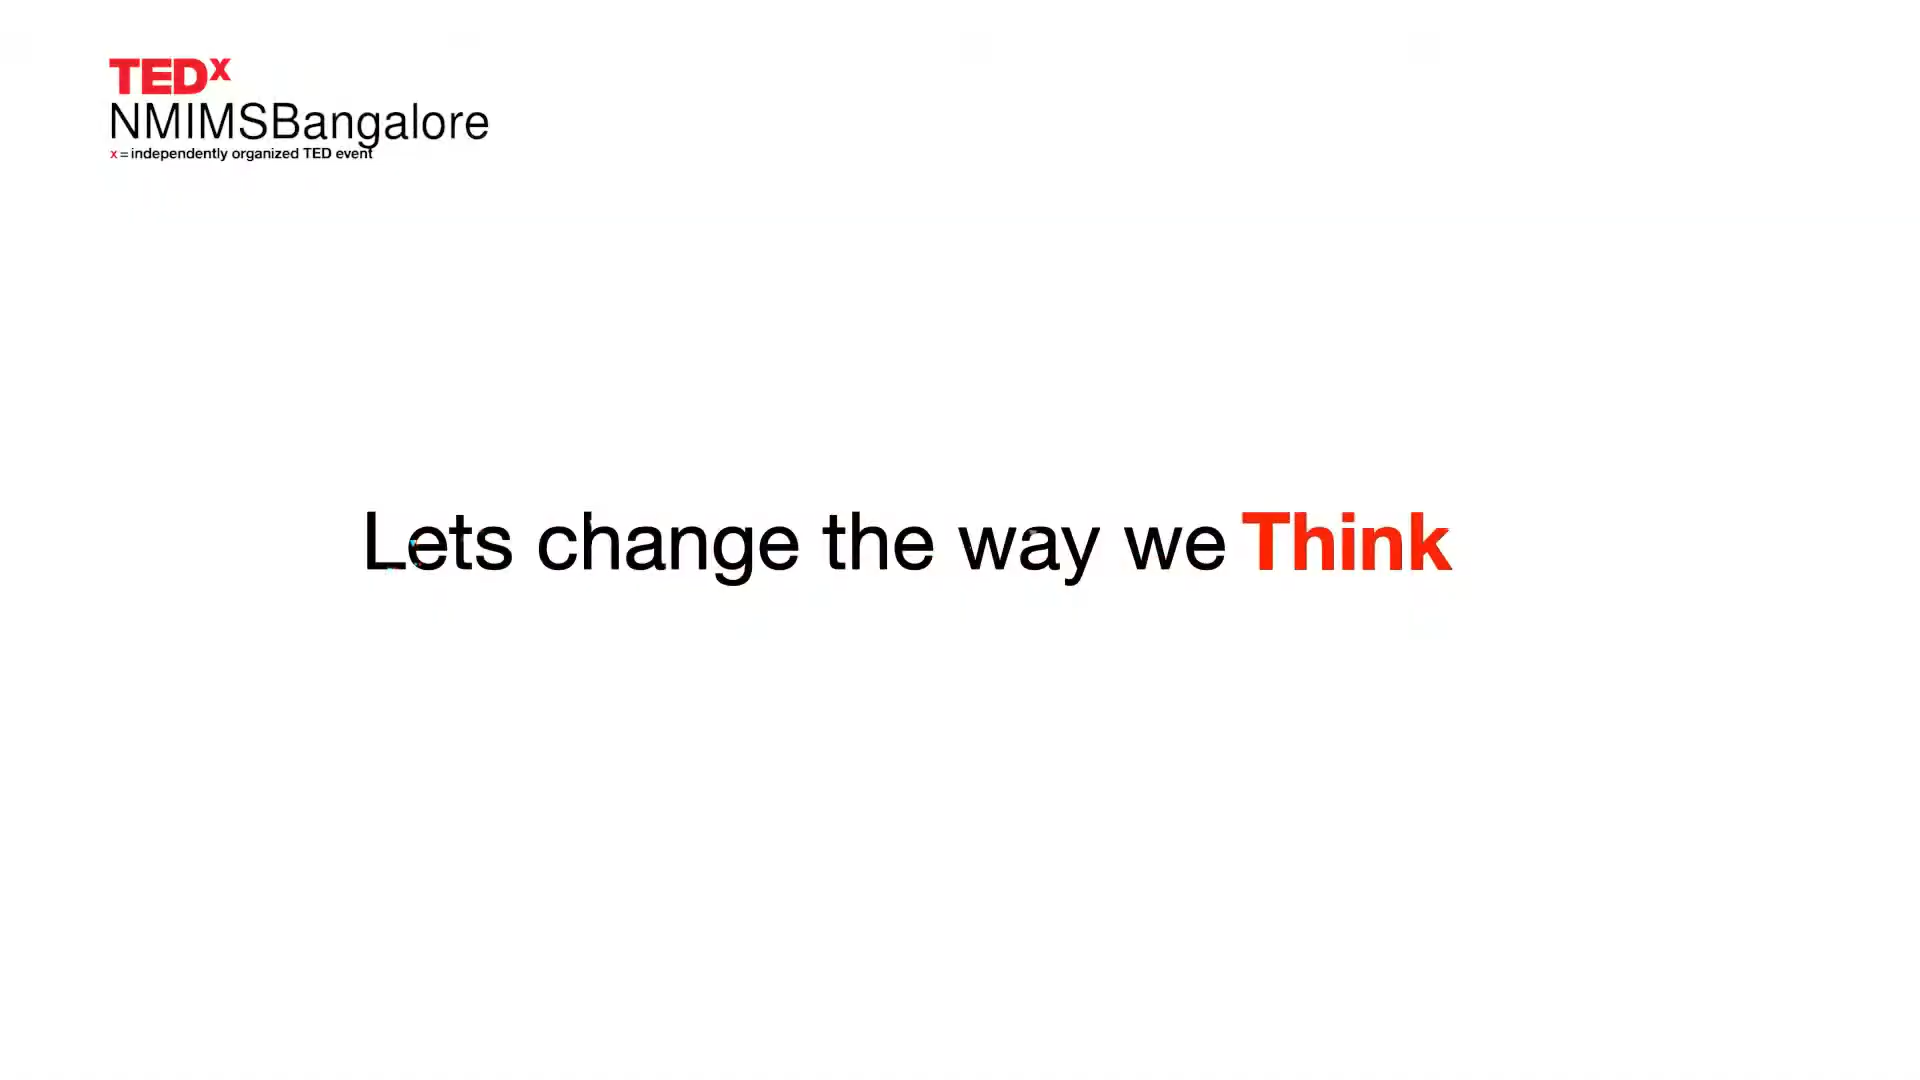 TEDx
NMIMSBangalore
x = independently organized TED event
Lets change the way we Think